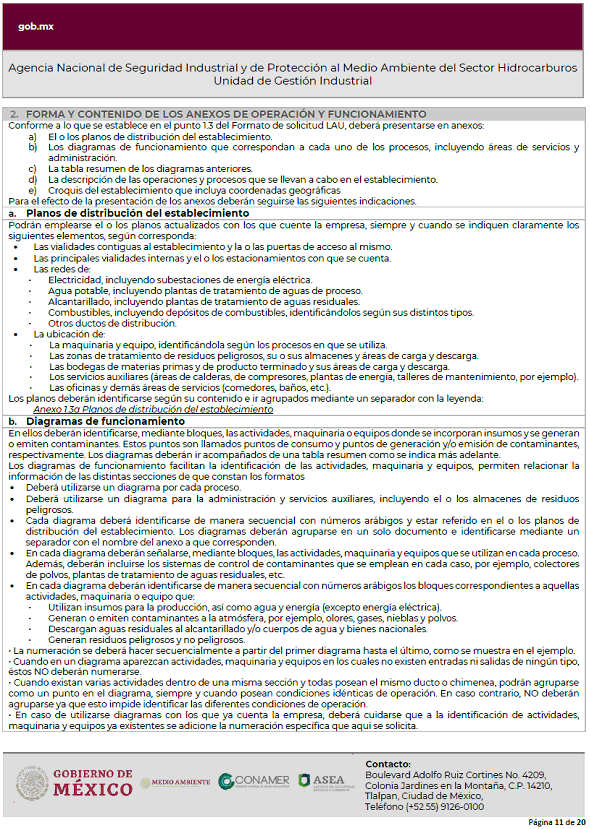 gob.mx
Agencia Nacional de Seguridad Industrial y de Protección al Medio Ambiente del Sector Hidrocarburos
Unidad de Gestión Industrial
2. FORMA Y CONTENIDO DE LOS ANEXOS DE OPERACIÓN Y FUNCIONAMIENTO
Conforme a lo que se establece en el punto 1.3 del Formato de solicitud LAU, deberá presentarse en anexos:
a) El o los planos de distribución del establecimiento.
b) Los diagramas de funcionamiento que correspondan a cada uno de los procesos, incluyendo áreas de servicios y
administración.
c) La tabla resumen de los diagramas anteriores.
d) La descripción de las operaciones y procesos que se llevan a cabo en el establecimiento.
e) Croquis del establecimiento que incluya coordenadas geográficas
Para el efecto de la presentación de los anexos deberán seguirse las siguientes indicaciones.
a. Planos de distribución del establecimiento
Podrán emplearse el o los planos actualizados con los que cuente la empresa, siempre y cuando se indiquen claramente los
siguientes elementos, según corresponda:
• Las vialidades contiguas al establecimiento y la o las puertas de acceso al mismo.
• Las principales vialidades internas y el o los estacionamientos con que se cuenta.
• Las redes de:
· Electricidad, incluyendo subestaciones de energía eléctrica.
· Agua potable, incluyendo plantas de tratamiento de aguas de proceso.
· Alcantarillado, incluyendo plantas de tratamiento de aguas residuales.
· Combustibles, incluyendo depósitos de combustibles, identificándolos según sus distintos tipos.
· Otros ductos de distribución.
• La ubicación de:
· La maquinaria y equipo, identificándola según los procesos en que se utiliza.
· Las zonas de tratamiento de residuos peligrosos, su o sus almacenes y áreas de carga y descarga.
· Las bodegas de materias primas y de producto terminado y sus áreas de carga y descarga.
· Los servicios auxiliares (áreas de calderas, de compresores, plantas de energía, talleres de mantenimiento, por ejemplo).
· Las oficinas y demás áreas de servicios (comedores, baños, etc.).
Los planos deberán identificarse según su contenido e ir agrupados mediante un separador con la leyenda:
Anexo 1.3a Planos de distribución del establecimiento
b. Diagramas de funcionamiento
En ellos deberán identificarse, mediante bloques, las actividades, maquinaria o equipos donde se incorporan insumos y se generan
o emiten contaminantes. Estos puntos son llamados puntos de consumo y puntos de generación y/o emisión de contaminantes,
respectivamente. Los diagramas deberán ir acompañados de una tabla resumen como se indica más adelante.
Los diagramas de funcionamiento facilitan la identificación de las actividades, maquinaria y equipos, permiten relacionar la
información de las distintas secciones de que constan los formatos
• Deberá utilizarse un diagrama por cada proceso.
• Deberá utilizarse un diagrama para la administración y servicios auxiliares, incluyendo el o los almacenes de residuos
peligrosos.
• Cada diagrama deberá identificarse de manera secuencial con números arábigos y estar referido en el o los planos de
distribución del establecimiento. Los diagramas deberán agruparse en un solo documento e identificarse mediante un
separador con el nombre del anexo a que corresponden.
• En cada diagrama deberán señalarse, mediante bloques, las actividades, maquinaria y equipos que se utilizan en cada proceso.
Además, deberán incluirse los sistemas de control de contaminantes que se emplean en cada caso, por ejemplo, colectores
de polvos, plantas de tratamiento de aguas residuales, etc.
• En cada diagrama deberán identificarse de manera secuencial con números arábigos los bloques correspondientes a aquellas
actividades, maquinaria o equipo que:
· Utilizan insumos para la producción, así como agua y energía (excepto energía eléctrica).
· Generan o emiten contaminantes a la atmósfera, por ejemplo, olores, gases, nieblas y polvos.
· Descargan aguas residuales al alcantarillado y/o cuerpos de agua y bienes nacionales.
· Generan residuos peligrosos y no peligrosos.
· La numeración se deberá hacer secuencialmente a partir del primer diagrama hasta el último, como se muestra en el ejemplo.
· Cuando en un diagrama aparezcan actividades, maquinaria y equipos en los cuales no existen entradas ni salidas de ningún tipo,
éstos NO deberán numerarse.
· Cuando existan varias actividades dentro de una misma sección y todas posean el mismo ducto o chimenea, podrán agruparse
como un punto en el diagrama, siempre y cuando posean condiciones idénticas de operación. En caso contrario, NO deberán
agruparse ya que esto impide identificar las diferentes condiciones de operación.
· En caso de utilizarse diagramas con los que ya cuenta la empresa, deberá cuidarse que a la identificación de actividades,
maquinaria y equipos ya existentes se adicione la numeración específica que aquí se solicita.
GOBIERNO DE
MÉXICO
MEDIO AMBIENTE
CONAMER
ASEA
Contacto:
Boulevard Adolfo Ruiz Cortines No. 4209,
Colonia Jardines en la Montaña, C.P. 14210,
Tlalpan, Ciudad de México,
Teléfono (+52.55) 9126-0100
Página 11 de 20